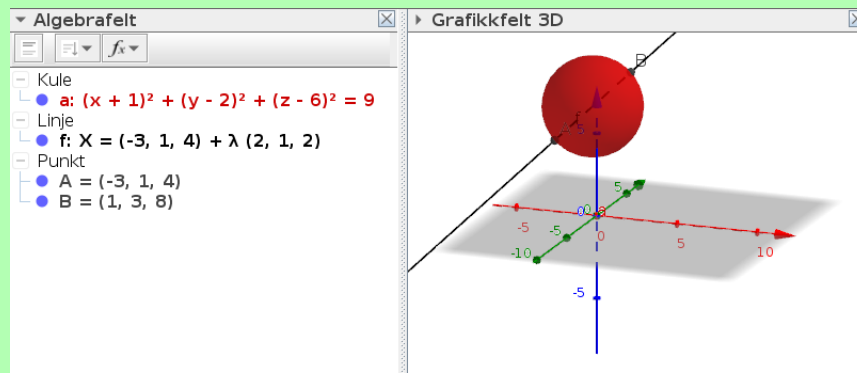 Algebrafelt
Kule
a: (x + 1)² + (y - 2)² + (z - 6)² = 9
Linje
f: X = (-3, 1, 4) + λ (2, 1, 2)
Punkt
A = (-3, 1, 4)
B = (1, 3, 8)
Grafikkfelt 3D
B
5
5
-5
0
-5
0
5
10
-10
-5